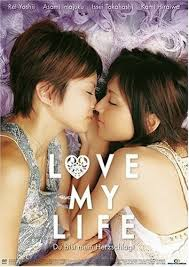 Rei Yoshii Asami Imajuku Issei Takahashi Kami Hiraiwa
LOVE
MY
LIFE
Du bist mein Herzschlag